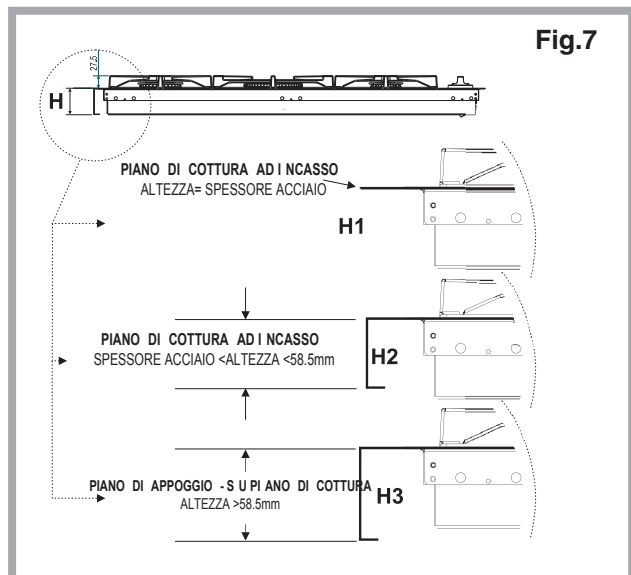 Fig.7
27,5
H
PIANO DI COTTURA AD I NCASSO
ALTEZZA= SPESSORE ACCIAIO
H1
PIANO DI COTTURA AD I NCASSO
SPESSORE ACCIAIO <ALTEZZA <58.5mm
H2
PIANO DI APPOGGIO - S U PI ANO DI COTTURA
ALTEZZA >58.5mm
H3